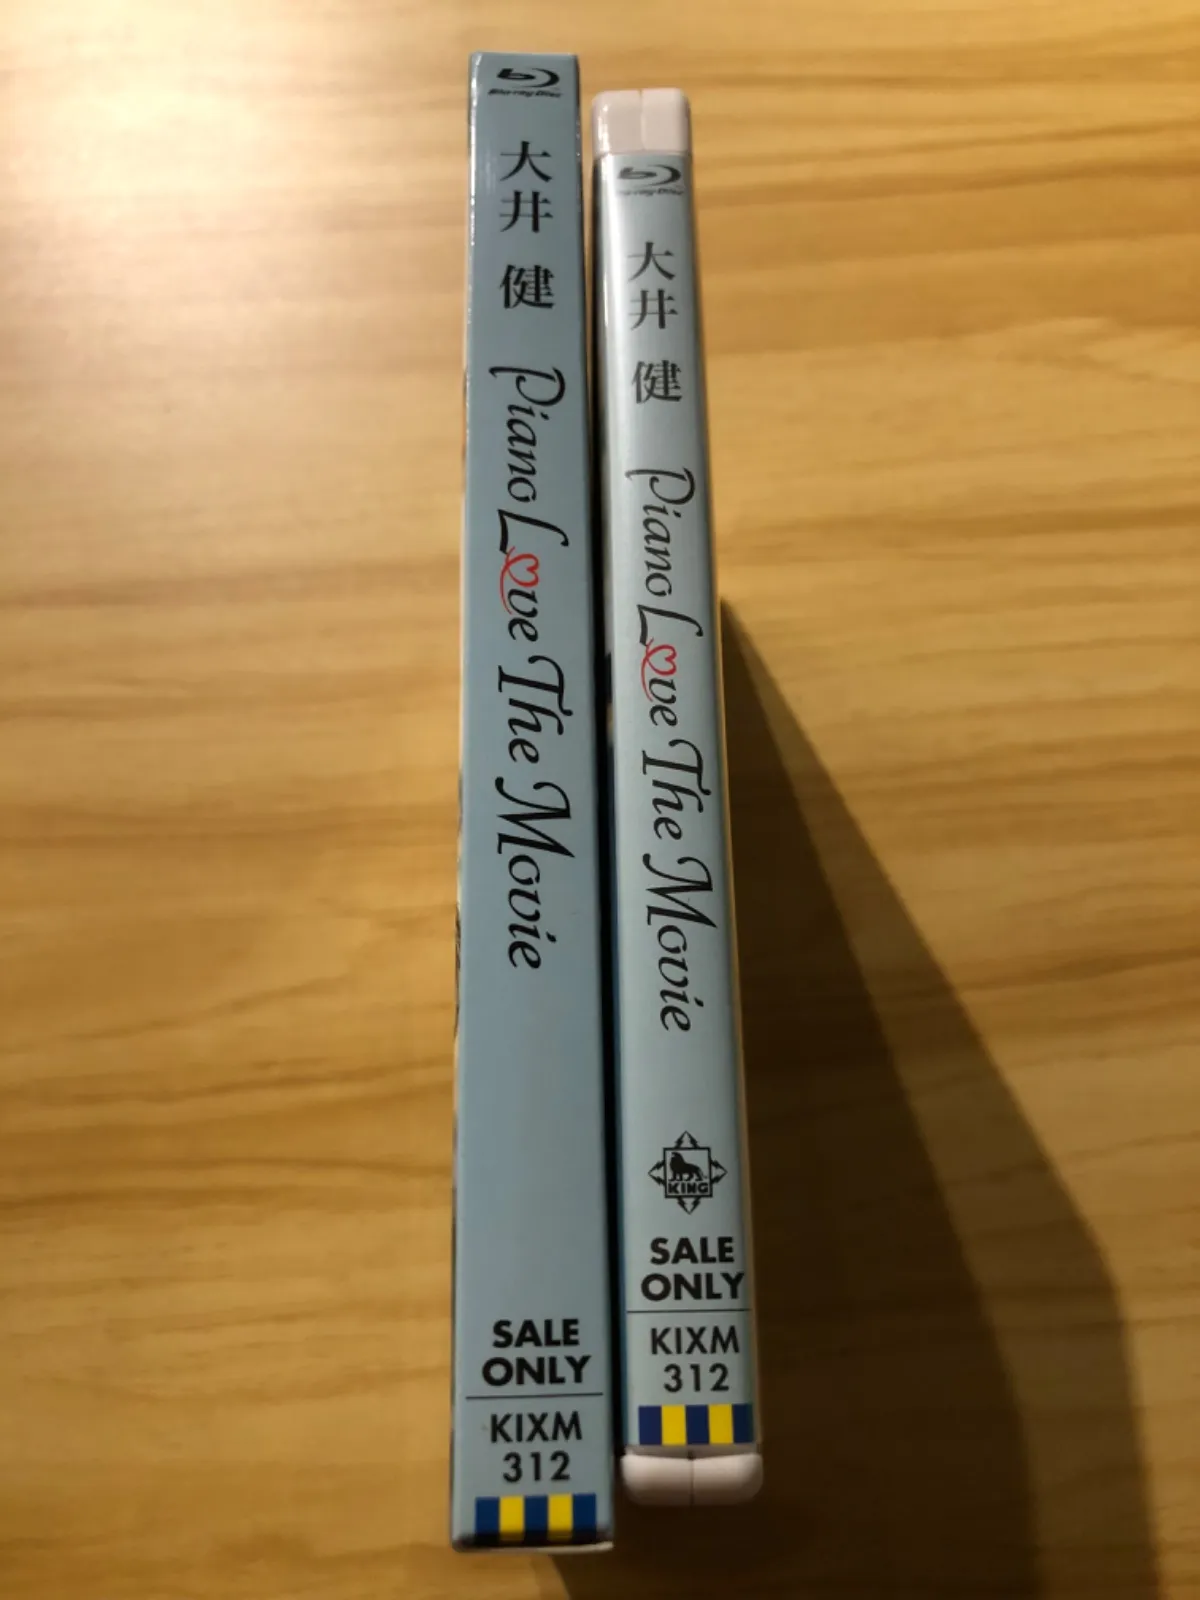 Blu-ray Disc
大井 健
Piano Love The Movie
SALE
ONLY
KIXM
312
Blu-ray Disc
大井 健
Piano Love The Movie
KING
SALE
ONLY
KIXM
312